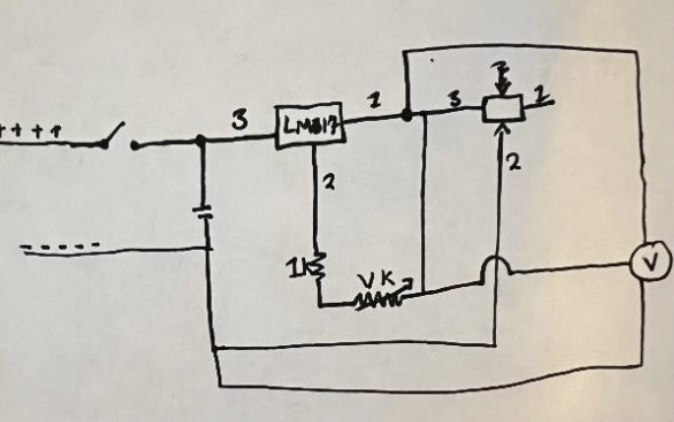 ++++
3
LM317
1
3
1
2
2
1K
VK
-----
V